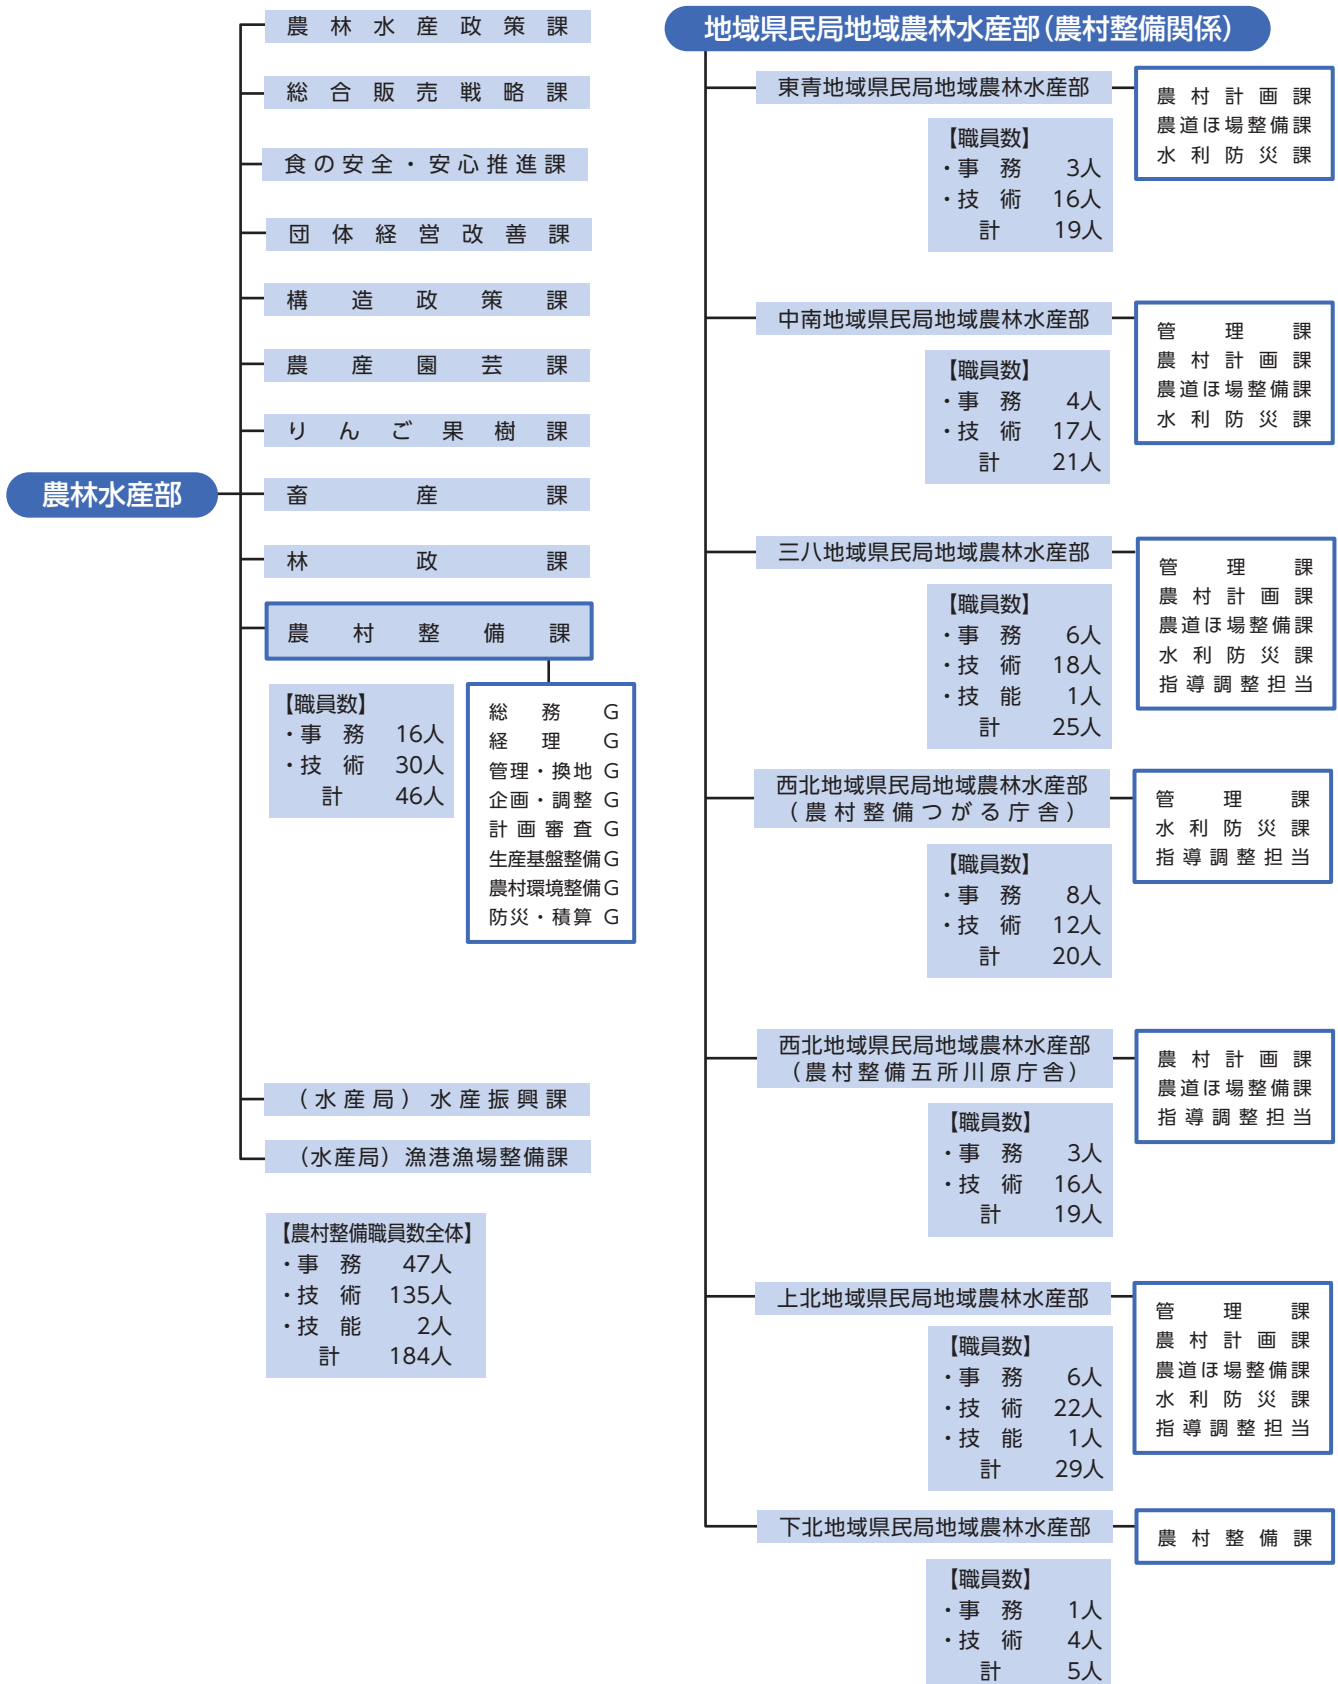 農林水産部
農林水産政策課
総合販売戦略課
食の安全・安心推進課
団体経営改善課
構造政策課
農産園芸課
りんご果樹課
畜産課
林政課
農村整備課
【職員数】
・事務 16人
・技術 30人
計 46人
総務G
経理G
管理・換地G
企画・調整G
計画審査G
生産基盤整備G
農村環境整備G
防災・積算G
（水産局）水産振興課
（水産局）漁港漁場整備課
【農村整備職員数全体】
・事務 47人
・技術 135人
・技能 2人
計 184人
地域県民局地域農林水産部（農村整備関係）
東青地域県民局地域農林水産部
【職員数】
・事務 3人
・技術 16人
計 19人
農村計画課
農道ほ場整備課
水利防災課
中南地域県民局地域農林水産部
【職員数】
・事務 4人
・技術 17人
計 21人
管理課
農村計画課
農道ほ場整備課
水利防災課
三八地域県民局地域農林水産部
【職員数】
・事務 6人
・技術 18人
・技能 1人
計 25人
管理課
農村計画課
農道ほ場整備課
水利防災課
指導調整担当
西北地域県民局地域農林水産部
（農村整備つがる庁舎）
【職員数】
・事務 8人
・技術 12人
計 20人
管理課
水利防災課
指導調整担当
西北地域県民局地域農林水産部
（農村整備五所川原庁舎）
【職員数】
・事務 3人
・技術 16人
計 19人
農村計画課
農道ほ場整備課
指導調整担当
上北地域県民局地域農林水産部
【職員数】
・事務 6人
・技術 22人
・技能 1人
計 29人
管理課
農村計画課
農道ほ場整備課
水利防災課
指導調整担当
下北地域県民局地域農林水産部
【職員数】
・事務 1人
・技術 4人
計 5人
農村整備課